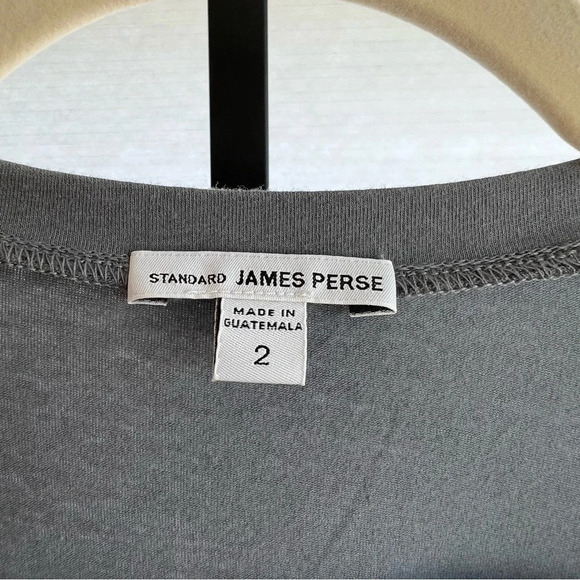 STANDARD JAMES PERSE
MADE IN
GUATEMALA
2